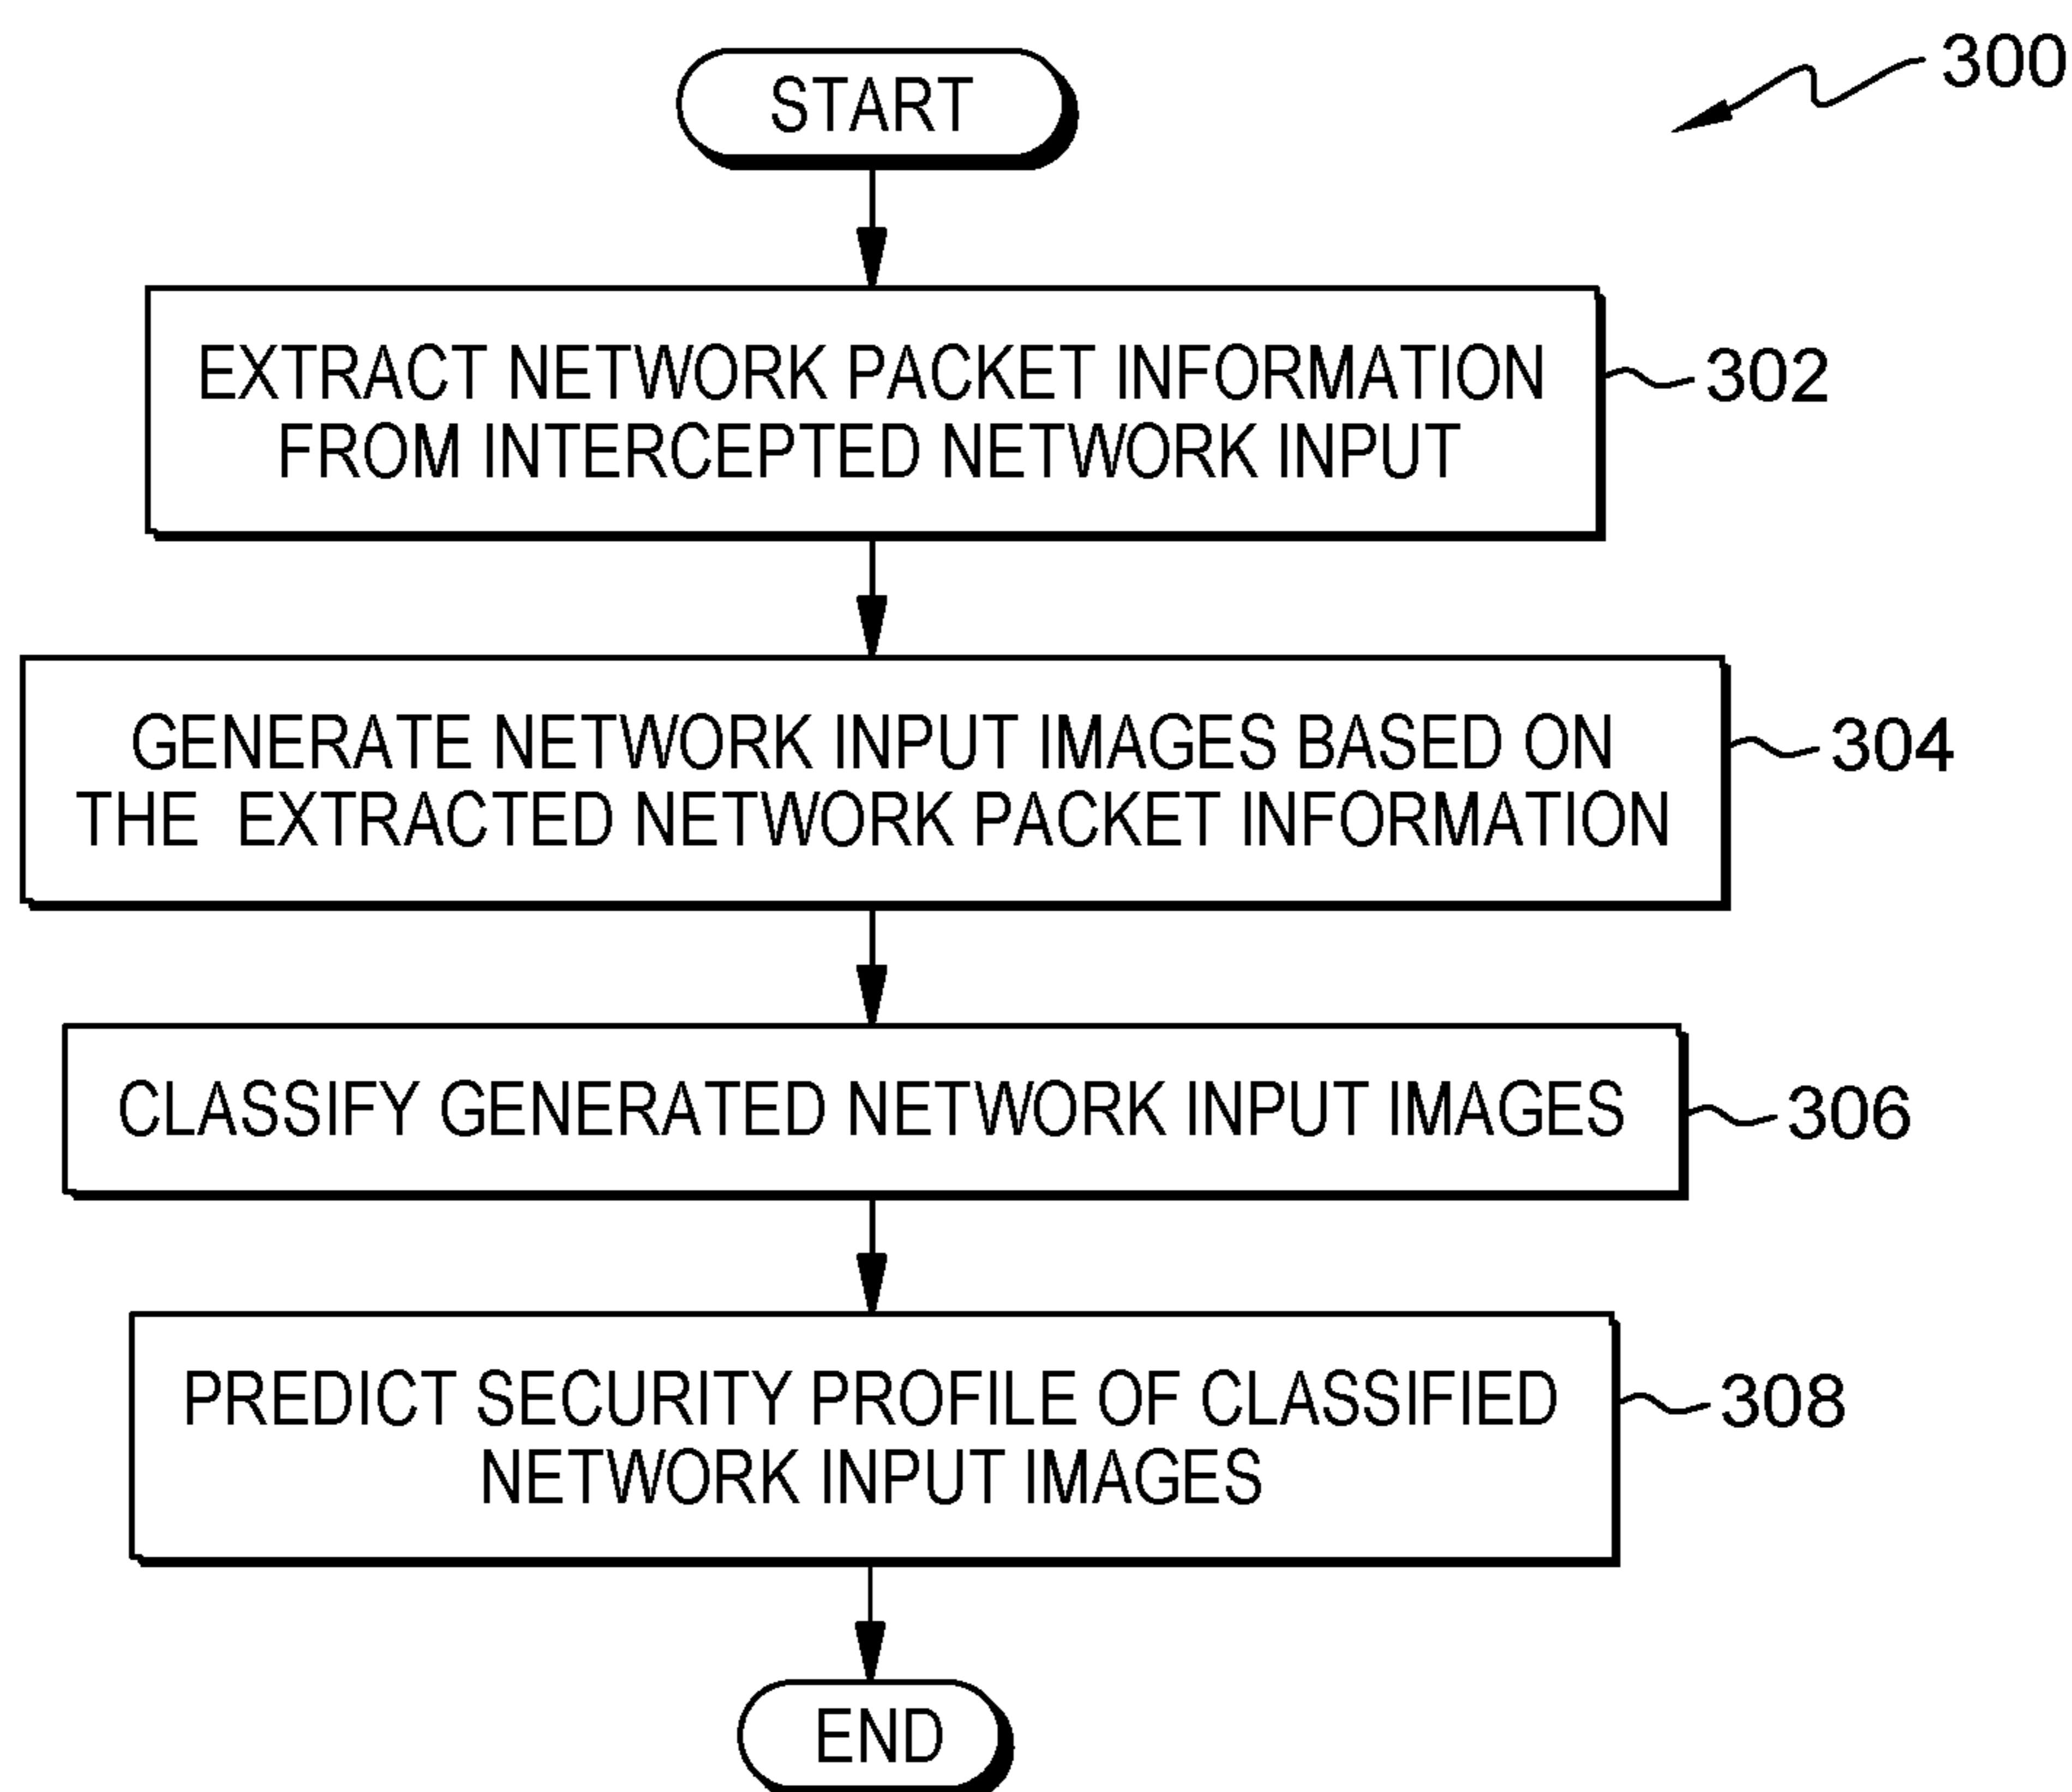 START
300
EXTRACT NETWORK PACKET INFORMATION
FROM INTERCEPTED NETWORK INPUT
302
GENERATE NETWORK INPUT IMAGES BASED ON
THE EXTRACTED NETWORK PACKET INFORMATION
304
CLASSIFY GENERATED NETWORK INPUT IMAGES
306
PREDICT SECURITY PROFILE OF CLASSIFIED
NETWORK INPUT IMAGES
308
END